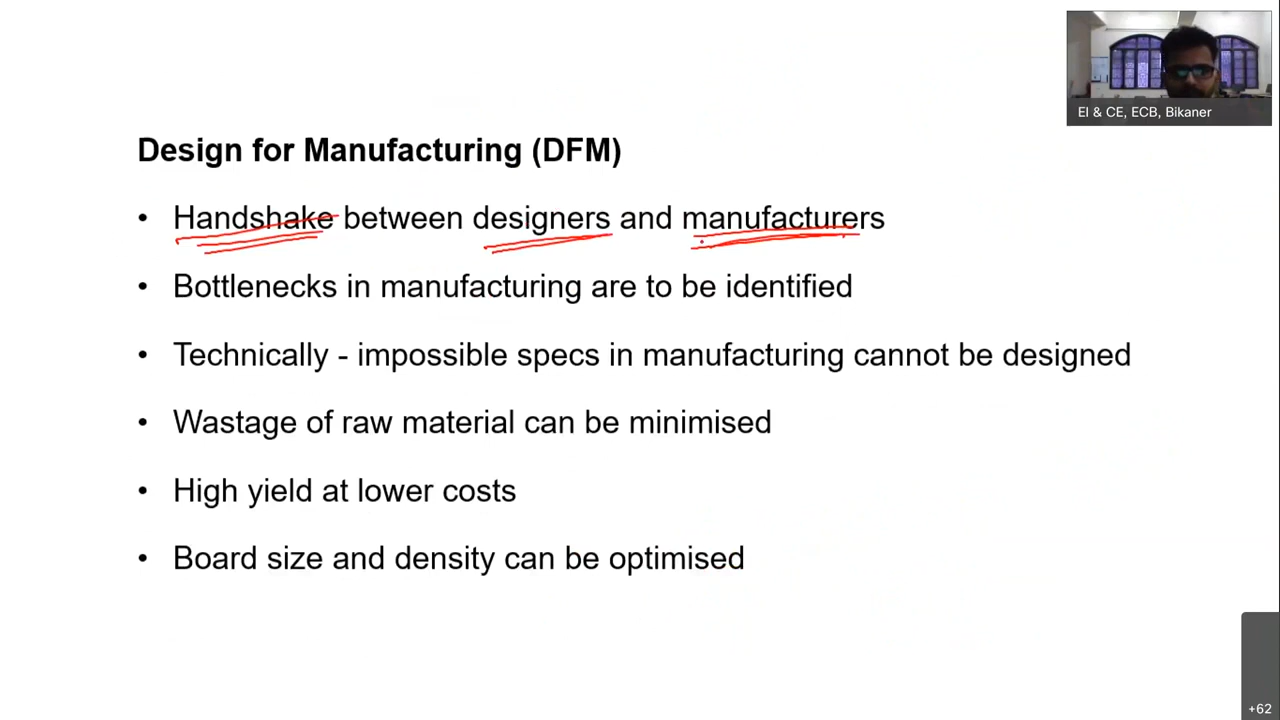 EI & CE, ECB, Bikaner
Design for Manufacturing (DFM)
• Handshake between designers and manufacturers
• Bottlenecks in manufacturing are to be identified
• Technically - impossible specs in manufacturing cannot be designed
• Wastage of raw material can be minimised
• High yield at lower costs
• Board size and density can be optimised
+62